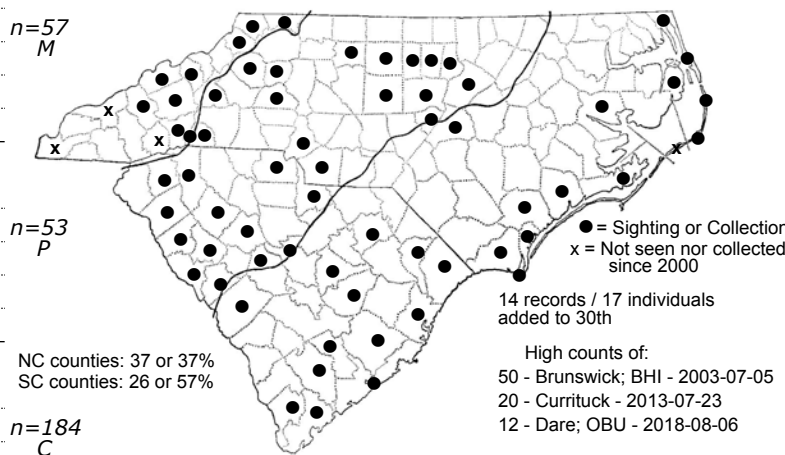 n=57
M
n=53
P
● = Sighting or Collection
x = Not seen nor collected
since 2000
14 records / 17 individuals
added to 30th
NC counties: 37 or 37%
SC counties: 26 or 57%
High counts of:
50 - Brunswick; BHI - 2003-07-05
20 - Currituck - 2013-07-23
12 - Dare; OBU - 2018-08-06
n=184
C
x
x
x
x